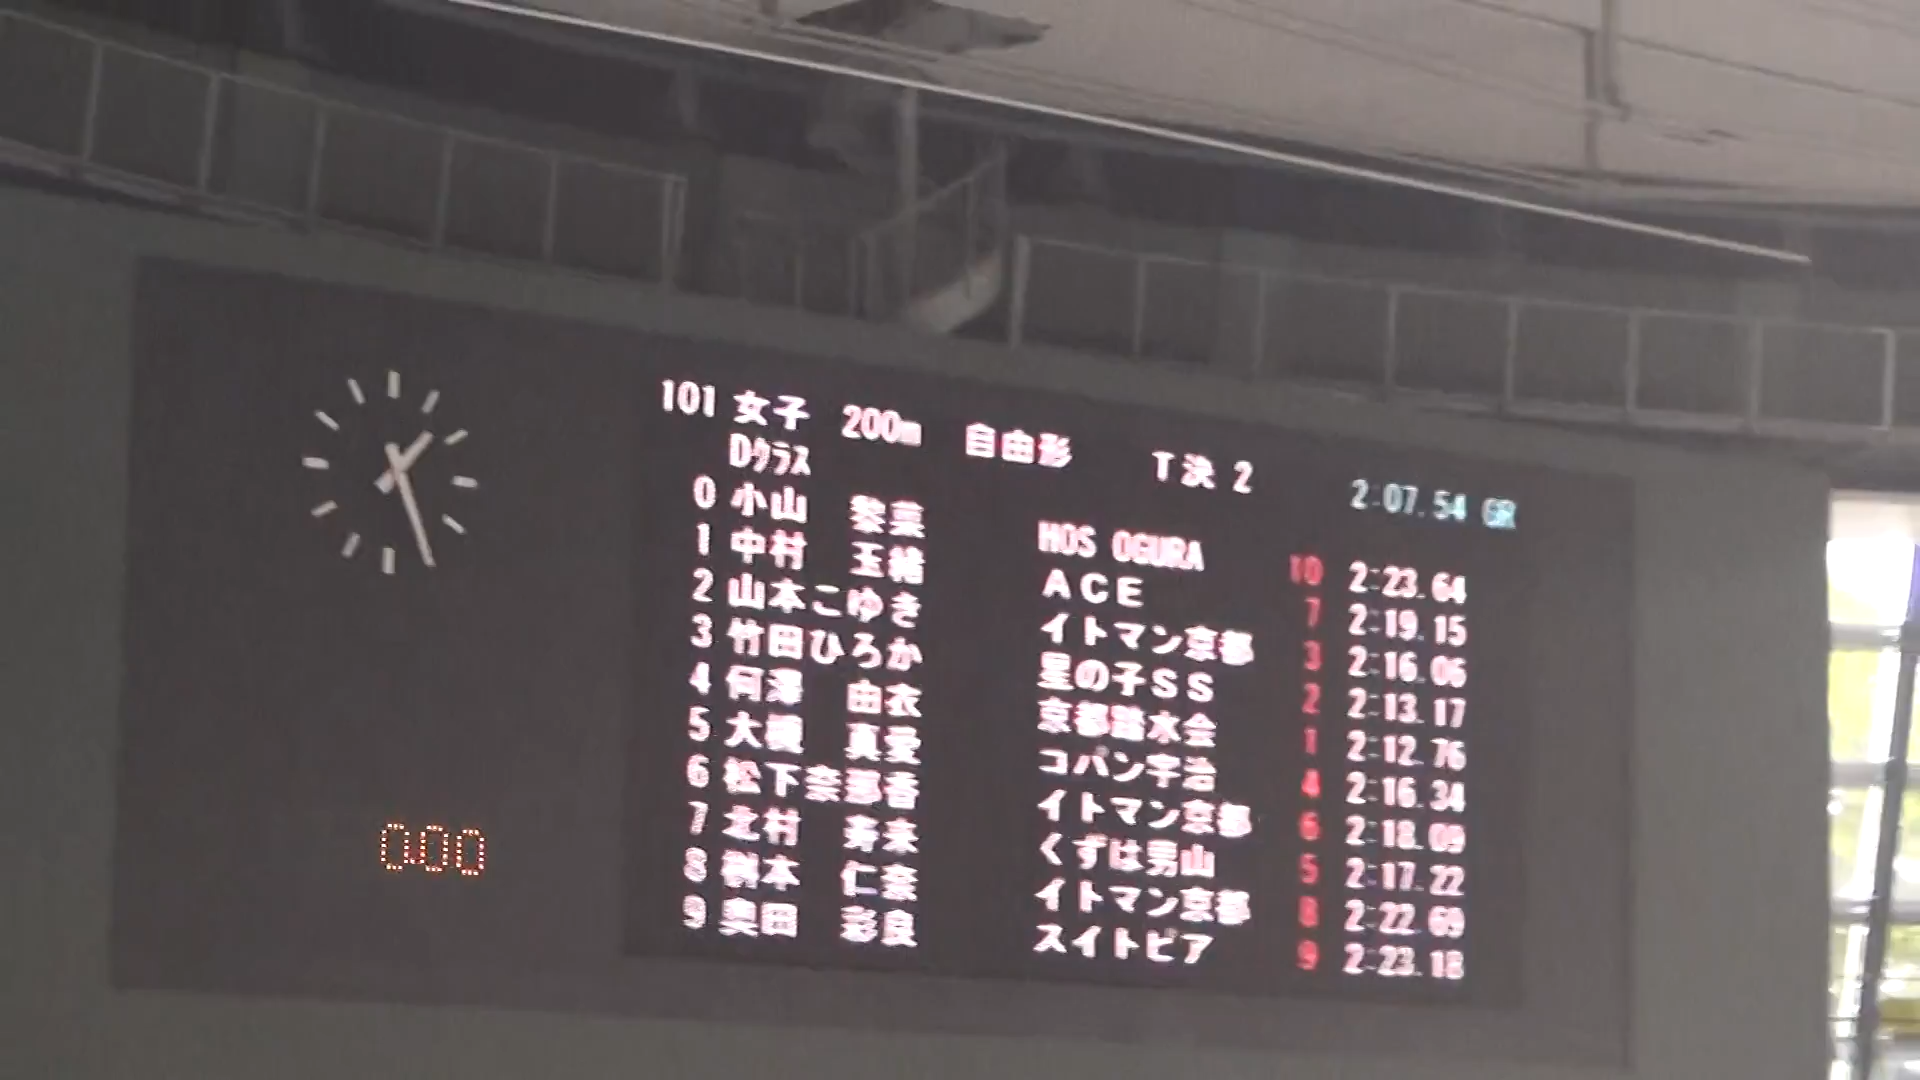 101 女子 200m 自由形 T決 2 2:07.54 GR
Dクラス
0 小山 黎菜 HOS OGURA 10 2:23.64
1 中村 玉緒 ACE 7 2:19.15
2 山本こゆき イトマン京都 3 2:16.06
3 竹田ひろか 星の子SS 2 2:13.17
4 何澤 由衣 京都踏水会 1 2:12.76
5 大槻 真愛 コパン宇治 4 2:16.34
6 松下奈那香 イトマン京都 6 2:18.09
7 北村 寿来 くずは男山 5 2:17.22
8 本 仁奈 イトマン京都 8 2:22.69
9 奥田 彩良 スイトピア 9 2:23.18
0:00